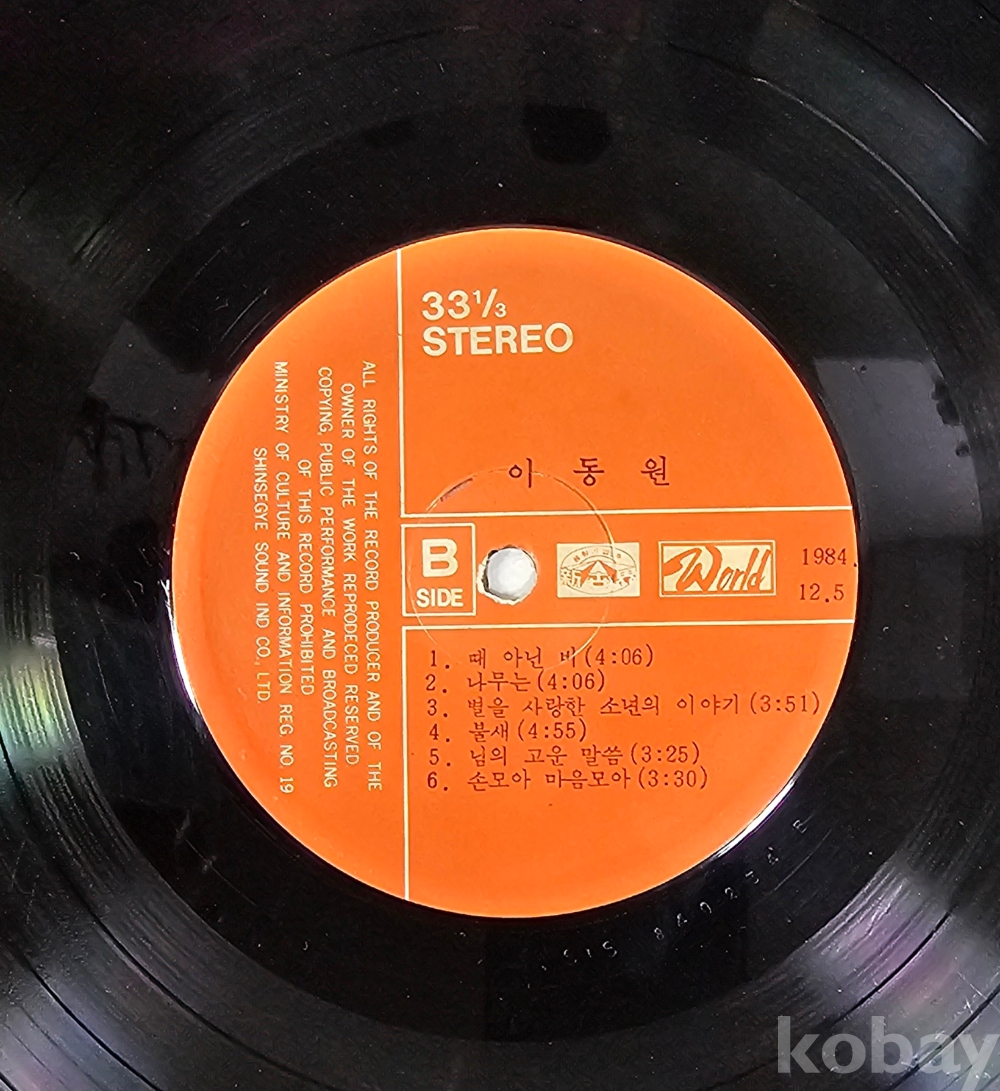 33 1/3
STEREO
이 동 원
B
SIDE
World
1984.
12.5
1. 때 아닌 비(4:06)
2. 나무는(4:06)
3. 별을 사랑한 소년의 이야기(3:51)
4. 불새(4:55)
5. 님의 고운 말씀(3:25)
6. 손모아 마음모아(3:30)
ALL RIGHTS OF THE RECORD PRODUCER AND OF THE
OWNER OF THE WORK REPRODECED RESERVED
COPYING, PUBLIC PERFORMANCE AND BROADCASTING
OF THIS RECORD PROHIBITED
MINISTRY OF CULTURE AND INFORMATION REG. NO. 19
SHINSEGYE SOUND IND CO., LTD.
kobay